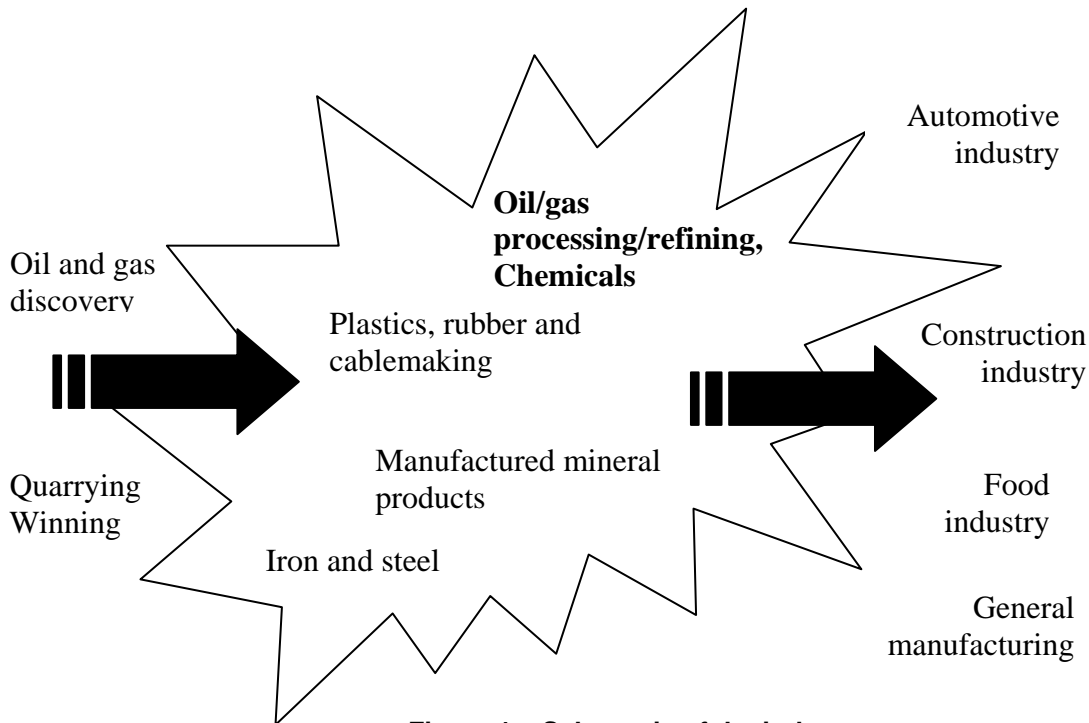 Automotive
industry
Oil/gas
processing/refining,
Chemicals
Oil and gas
discovery
Plastics, rubber and
cablemaking
Construction
industry
Manufactured mineral
products
Quarrying
Winning
Food
industry
Iron and steel
General
manufacturing